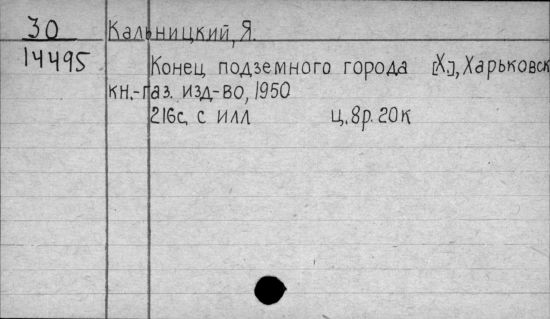 30 Кальницкий, Я.
14495 Конец подземного города [Х.], Харьковск
кн.-газ. изд-во, 1950
216с. с илл ц. 8р. 20к